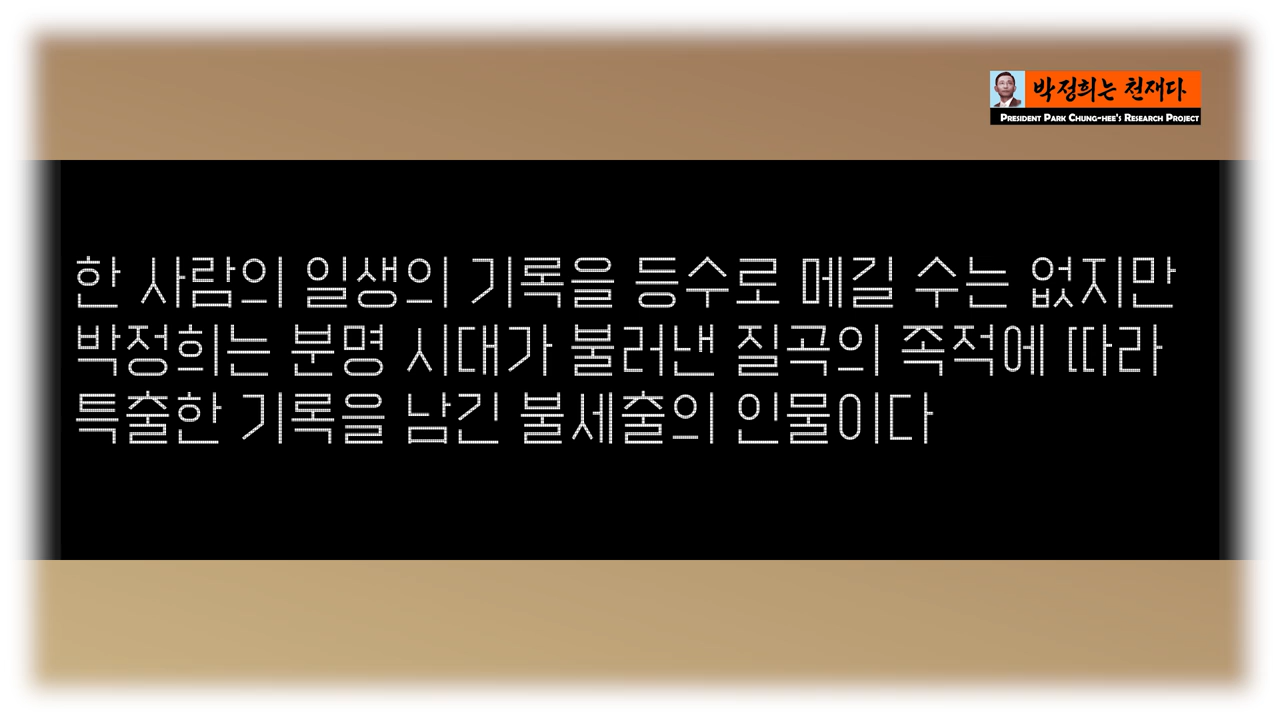 박정희는 천재다
PRESIDENT PARK CHUNG-HEE'S RESEARCH PROJECT
한 사람의 일생의 기록을 등수로 메길 수는 없지만
박정희는 분명 시대가 불러낸 질곡의 족적에 따라
특출한 기록을 남긴 불세출의 인물이다